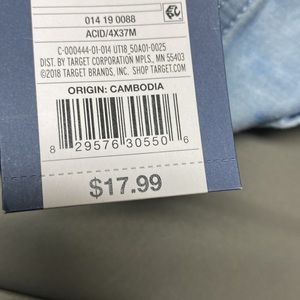 014 19 0088
ACID/4X37M
C-000444-01-014 UT18_50A01-0025
DIST. BY TARGET CORPORATION MPLS., MN 55403
©2018 TARGET BRANDS, INC. SHOP TARGET.COM
ORIGIN: CAMBODIA
8 29576 30550 6
$17.99